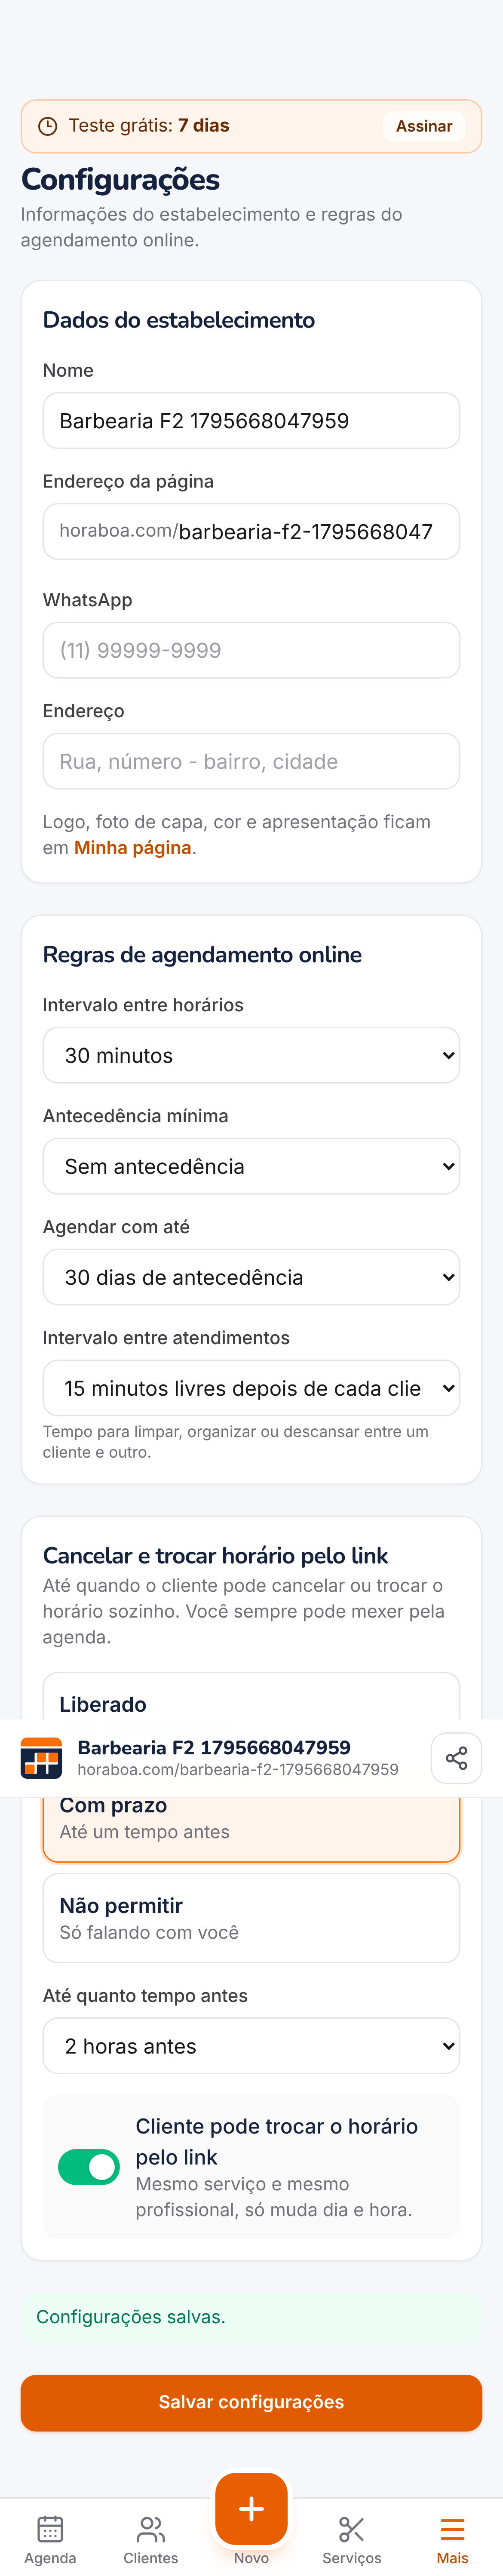 Teste grátis: 7 dias
Assinar
Configurações
Informações do estabelecimento e regras do
agendamento online.
Dados do estabelecimento
Nome
Barbearia F2 1795668047959
Endereço da página
horaboa.com/barbearia-f2-1795668047
WhatsApp
(11) 99999-9999
Endereço
Rua, número - bairro, cidade
Logo, foto de capa, cor e apresentação ficam
em Minha página.
Regras de agendamento online
Intervalo entre horários
30 minutos
Antecedência mínima
Sem antecedência
Agendar com até
30 dias de antecedência
Intervalo entre atendimentos
15 minutos livres depois de cada clie
Tempo para limpar, organizar ou descansar entre um
cliente e outro.
Cancelar e trocar horário pelo link
Até quando o cliente pode cancelar ou trocar o
horário sozinho. Você sempre pode mexer pela
agenda.
Liberado
Barbearia F2 1795668047959
horaboa.com/barbearia-f2-1795668047959
Com prazo
Até um tempo antes
Não permitir
Só falando com você
Até quanto tempo antes
2 horas antes
Cliente pode trocar o horário
pelo link
Mesmo serviço e mesmo
profissional, só muda dia e hora.
Configurações salvas.
Salvar configurações
Agenda
Clientes
Novo
Serviços
Mais